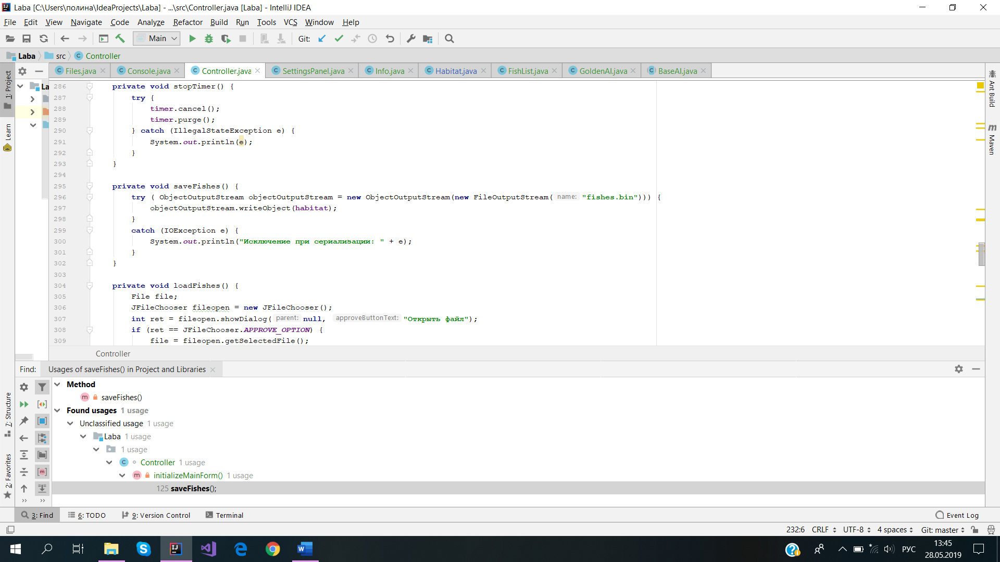 Laba [C:\Users\полина\IdeaProjects\Laba] - ...\src\Controller.java [Laba] - IntelliJ IDEA
File Edit View Navigate Code Analyze Refactor Build Run Tools VCS Window Help
Main Git:
Laba src Controller
Files.java Console.java Controller.java SettingsPanel.java Info.java Habitat.java FishList.java GoldenAI.java BaseAI.java
1: Project
Learn
7: Structure
2: Favorites
Ant Build
Maven
La
286 private void stopTimer() {
287 try {
288 timer.cancel();
289 timer.purge();
290 } catch (IllegalStateException e) {
291 System.out.println(e);
292 }
293 }
294
295 private void saveFishes() {
296 try ( ObjectOutputStream objectOutputStream = new ObjectOutputStream(new FileOutputStream( name: "fishes.bin"))) {
297 objectOutputStream.writeObject(habitat);
298 }
299 catch (IOException e) {
300 System.out.println("Исключение при сериализации: " + e);
301 }
302 }
303
304 private void loadFishes() {
305 File file;
306 JFileChooser fileopen = new JFileChooser();
307 int ret = fileopen.showDialog( parent: null, approveButtonText: "Открыть файл");
308 if (ret == JFileChooser.APPROVE_OPTION) {
309 file = fileopen.getSelectedFile();
Controller
Find: Usages of saveFishes() in Project and Libraries
Method
saveFishes()
Found usages 1 usage
Unclassified usage 1 usage
Laba 1 usage
1 usage
Controller 1 usage
initializeMainForm() 1 usage
125 saveFishes();
3: Find 6: TODO 9: Version Control Terminal Event Log
232:6 CRLF UTF-8 4 spaces Git: master
РУС
13:45
28.05.2019